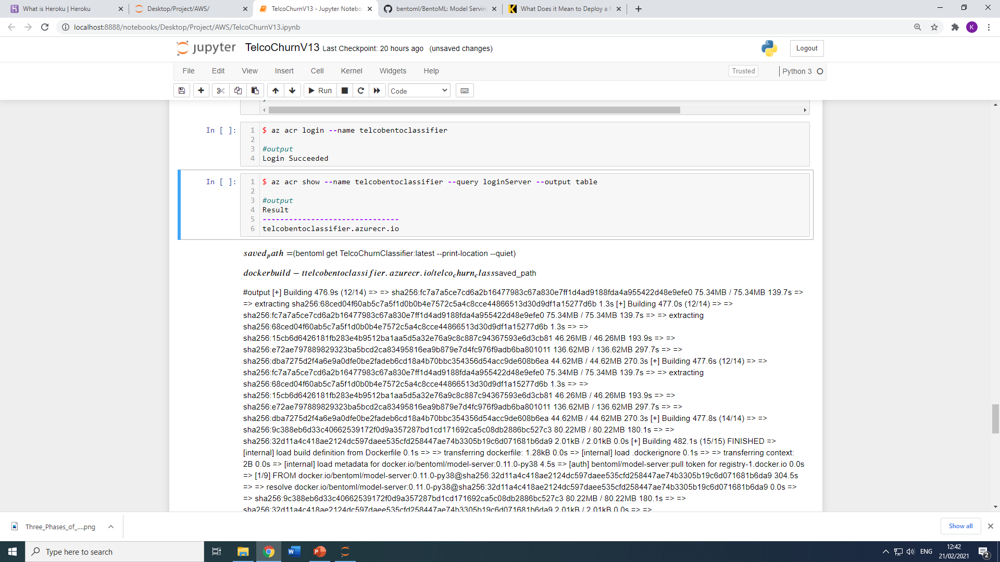 What is Heroku | Heroku
Desktop/Project/AWS/
TelcoChurnV13 - Jupyter Notebo
bentoml/BentoML: Model Serving
What Does it Mean to Deploy a
localhost:8888/notebooks/Desktop/Project/AWS/TelcoChurnV13.ipynb
K
jupyter TelcoChurnV13 Last Checkpoint: 20 hours ago (unsaved changes)
Logout
File Edit View Insert Cell Kernel Widgets Help
Trusted
Python 3
Run
Code
In [ ]:
1 $ az acr login --name telcobentoclassifier
2
3 #output
4 Login Succeeded
In [ ]:
1 $ az acr show --name telcobentoclassifier --query loginServer --output table
2
3 #output
4 Result
5 -------------------------------
6 telcobentoclassifier.azurecr.io
saved_path =(bentoml get TelcoChurnClassifier:latest --print-location --quiet)
dockerbuild − ttelcobentoclassifier. azurecr. io/telco_churn_classsaved_path
#output [+] Building 476.9s (12/14) => => sha256:fc7a7a5ce7cd6a2b16477983c67a830e7ff1d4ad9188fda4a955422d48e9efe0 75.34MB / 75.34MB 139.7s =>
=> extracting sha256:68ced04f60ab5c7a5f1d0b0b4e7572c5a4c8cce44866513d30d9df1a15277d6b 1.3s [+] Building 477.0s (12/14) => =>
sha256:fc7a7a5ce7cd6a2b16477983c67a830e7ff1d4ad9188fda4a955422d48e9efe0 75.34MB / 75.34MB 139.7s => => extracting
sha256:68ced04f60ab5c7a5f1d0b0b4e7572c5a4c8cce44866513d30d9df1a15277d6b 1.3s => =>
sha256:15cb6d6426181fb283e4b9512ba1aa5d5a32e76a9c8c887c94367593e6d3cb81 46.26MB / 46.26MB 193.9s => =>
sha256:e72ae797889829323ba5bcd2ca83495816ea9b879e7d4fc976f9adb6ba801011 136.62MB / 136.62MB 297.7s => =>
sha256:dba7275d2f4a6e9a0dfe0be2fadeb6cd18a4b70bbc354356d54acc9de608b6ea 44.62MB / 44.62MB 270.3s [+] Building 477.6s (12/14) => =>
sha256:fc7a7a5ce7cd6a2b16477983c67a830e7ff1d4ad9188fda4a955422d48e9efe0 75.34MB / 75.34MB 139.7s => => extracting
sha256:68ced04f60ab5c7a5f1d0b0b4e7572c5a4c8cce44866513d30d9df1a15277d6b 1.3s => =>
sha256:15cb6d6426181fb283e4b9512ba1aa5d5a32e76a9c8c887c94367593e6d3cb81 46.26MB / 46.26MB 193.9s => =>
sha256:e72ae797889829323ba5bcd2ca83495816ea9b879e7d4fc976f9adb6ba801011 136.62MB / 136.62MB 297.7s => =>
sha256:dba7275d2f4a6e9a0dfe0be2fadeb6cd18a4b70bbc354356d54acc9de608b6ea 44.62MB / 44.62MB 270.3s [+] Building 477.8s (14/14) => =>
sha256:9c388eb6d33c40662539172f0d9a357287bd1cd171692ca5c08db2886bc527c3 80.22MB / 80.22MB 180.1s => =>
sha256:32d11a4c418ae2124dc597daee535cfd258447ae74b3305b19c6d071681b6da9 2.01kB / 2.01kB 0.0s [+] Building 482.1s (15/15) FINISHED =>
[internal] load build definition from Dockerfile 0.1s => => transferring dockerfile: 1.28kB 0.0s => [internal] load .dockerignore 0.1s => => transferring context:
2B 0.0s => [internal] load metadata for docker.io/bentoml/model-server:0.11.0-py38 4.5s => [auth] bentoml/model-server:pull token for registry-1.docker.io 0.0s
=> [1/9] FROM docker.io/bentoml/model-server:0.11.0-py38@sha256:32d11a4c418ae2124dc597daee535cfd258447ae74b3305b19c6d071681b6da9 304.5s
=> => resolve docker.io/bentoml/model-server:0.11.0-py38@sha256:32d11a4c418ae2124dc597daee535cfd258447ae74b3305b19c6d071681b6da9 0.0s =>
=> sha256:9c388eb6d33c40662539172f0d9a357287bd1cd171692ca5c08db2886bc527c3 80.22MB / 80.22MB 180.1s => =>
sha256:32d11a4c418ae2124dc597daee535cfd258447ae74b3305b19c6d071681b6da9 2.01kB / 2.01kB 0.0s => =>
Three_Phases_of_....png
Show all
Type here to search
ENG
12:42
21/02/2021
2